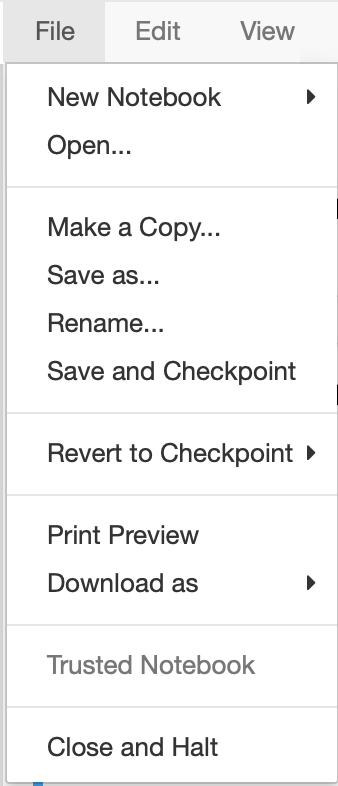 File Edit View
New Notebook
Open...
Make a Copy...
Save as...
Rename...
Save and Checkpoint
Revert to Checkpoint
Print Preview
Download as
Trusted Notebook
Close and Halt